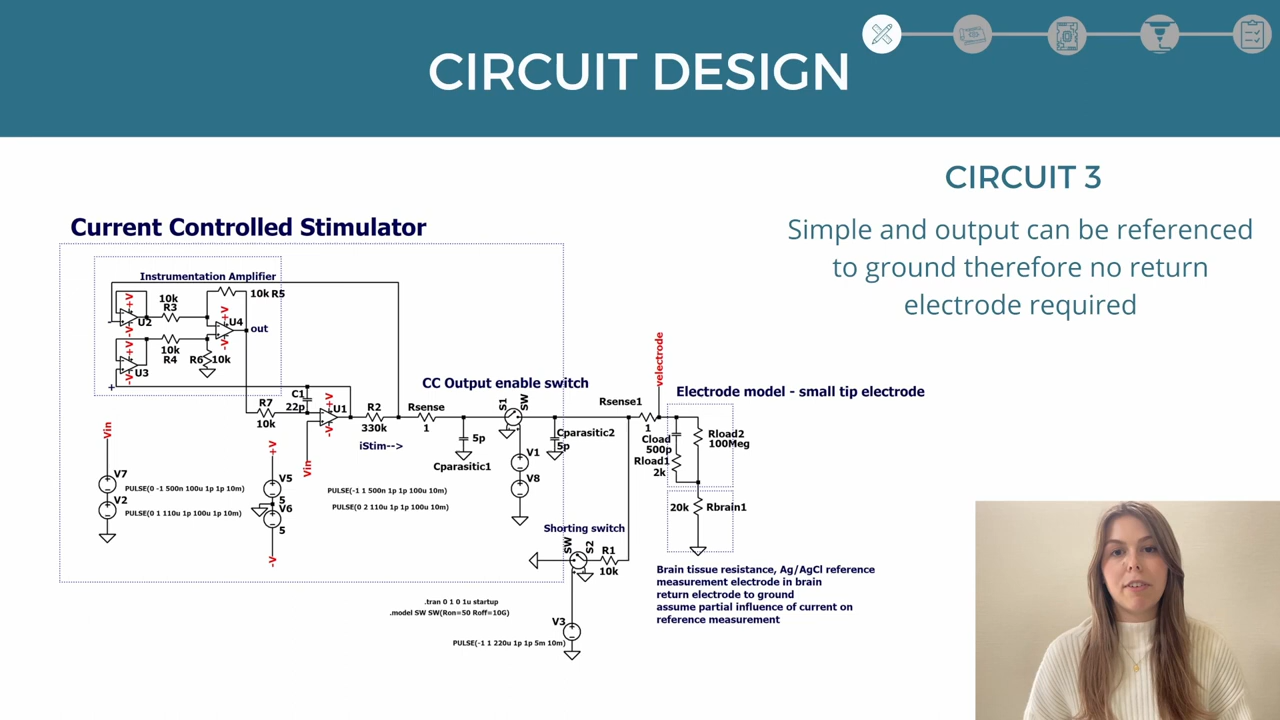 CIRCUIT DESIGN
CIRCUIT 3
Simple and output can be referenced
to ground therefore no return
electrode required
Current Controlled Stimulator
Instrumentation Amplifier
10k
R3
10k R5
+V
U2
-V
+V
U4
-V
out
10k
R4
R6
10k
+V
U3
-V
+
C1
22p
R7
10k
+V
U1
-V
R2
330k
iStim-->
Vin
CC Output enable switch
Rsense
1
5p
Cparasitic1
S1
SW
Cparasitic2
5p
V1
V8
Rsense1
1
velectrode
Electrode model - small tip electrode
Cload
500p
Rload1
2k
Rload2
100Meg
20k
Rbrain1
Vin
V7
PULSE(0 -1 500n 100u 1p 1p 10m)
V2
PULSE(0 1 110u 1p 100u 1p 10m)
+V
V5
5
V6
5
-V
PULSE(-1 1 500n 1p 1p 100u 10m)
PULSE(0 2 110u 1p 1p 100u 10m)
Shorting switch
SW
S2
R1
10k
Brain tissue resistance, Ag/AgCl reference
measurement electrode in brain
return electrode to ground
assume partial influence of current on
reference measurement
.tran 0 1 0 1u startup
.model SW SW(Ron=50 Roff=10G)
V3
PULSE(-1 1 220u 1p 1p 5m 10m)